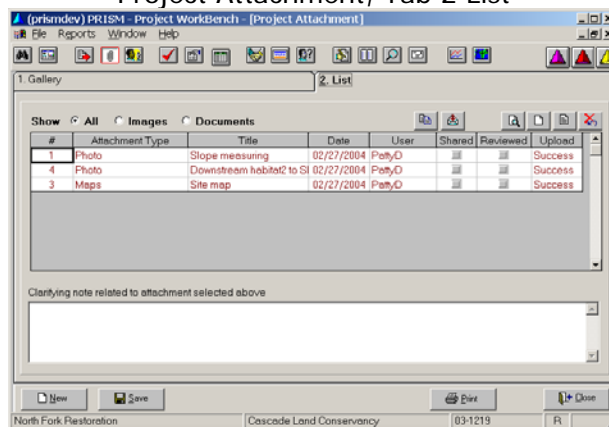 Project Attachment, Tab 2 List
(prismdev) PRISM - Project WorkBench - [Project Attachment]
File Reports Window Help
1. Gallery 2. List
Show All Images Documents
# Attachment Type Title Date User Shared Reviewed Upload
1 Photo Slope measuring 02/27/2004 PattyD Success
4 Photo Downstream habitat2 to Sl 02/27/2004 PattyD Success
3 Maps Site map 02/27/2004 PattyD Success
Clarifying note related to attachment selected above
New Save Print Close
North Fork Restoration Cascade Land Conservancy 03-1219 R